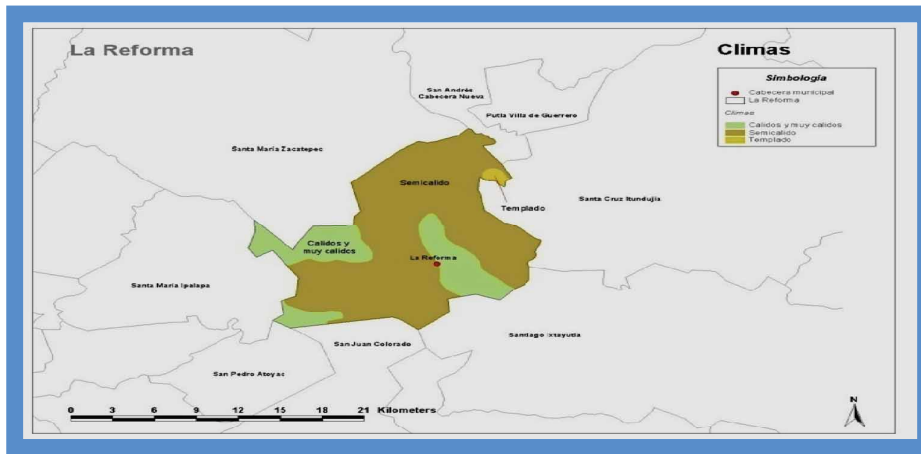 La Reforma
Climas
Simbología
Cabecera municipal
La Reforma
Climas
Calidos y muy calidos
Semicalido
Templado
San Andrés
Cabecera Nueva
Putla Villa de Guerrero
Santa María Zacatepec
Semicalido
Templado
Santa Cruz Itundujia
Calidos y
muy calidos
La Reforma
Santa María Ipalapa
Santiago Ixtayutla
San Juan Colorado
San Pedro Atoyac
0 3 6 9 12 15 18 21 Kilometers
N